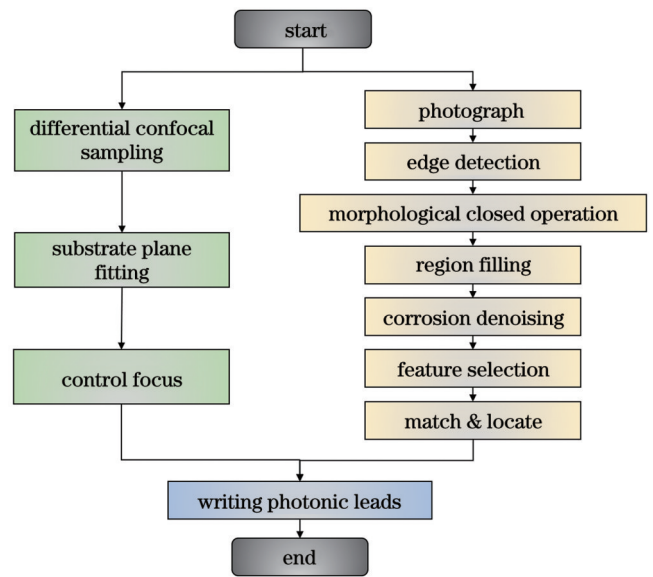 start
differential confocal
sampling
substrate plane
fitting
control focus
photograph
edge detection
morphological closed operation
region filling
corrosion denoising
feature selection
match & locate
writing photonic leads
end